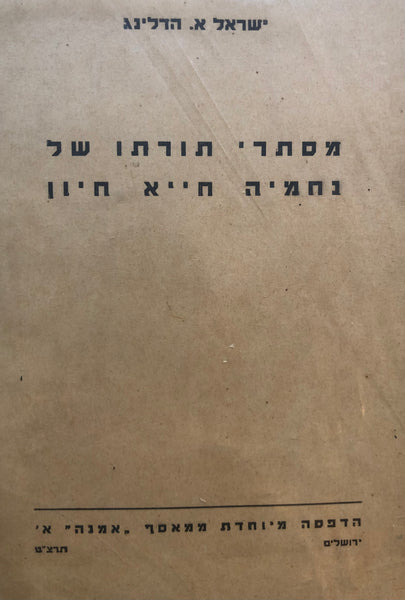 ישראל א. הדלינג
מסתרי תורתו של
נחמיה חייא חיון
הדפסה מיוחדת ממאסף „אמנה" א'
ירושלים תרצ"ט